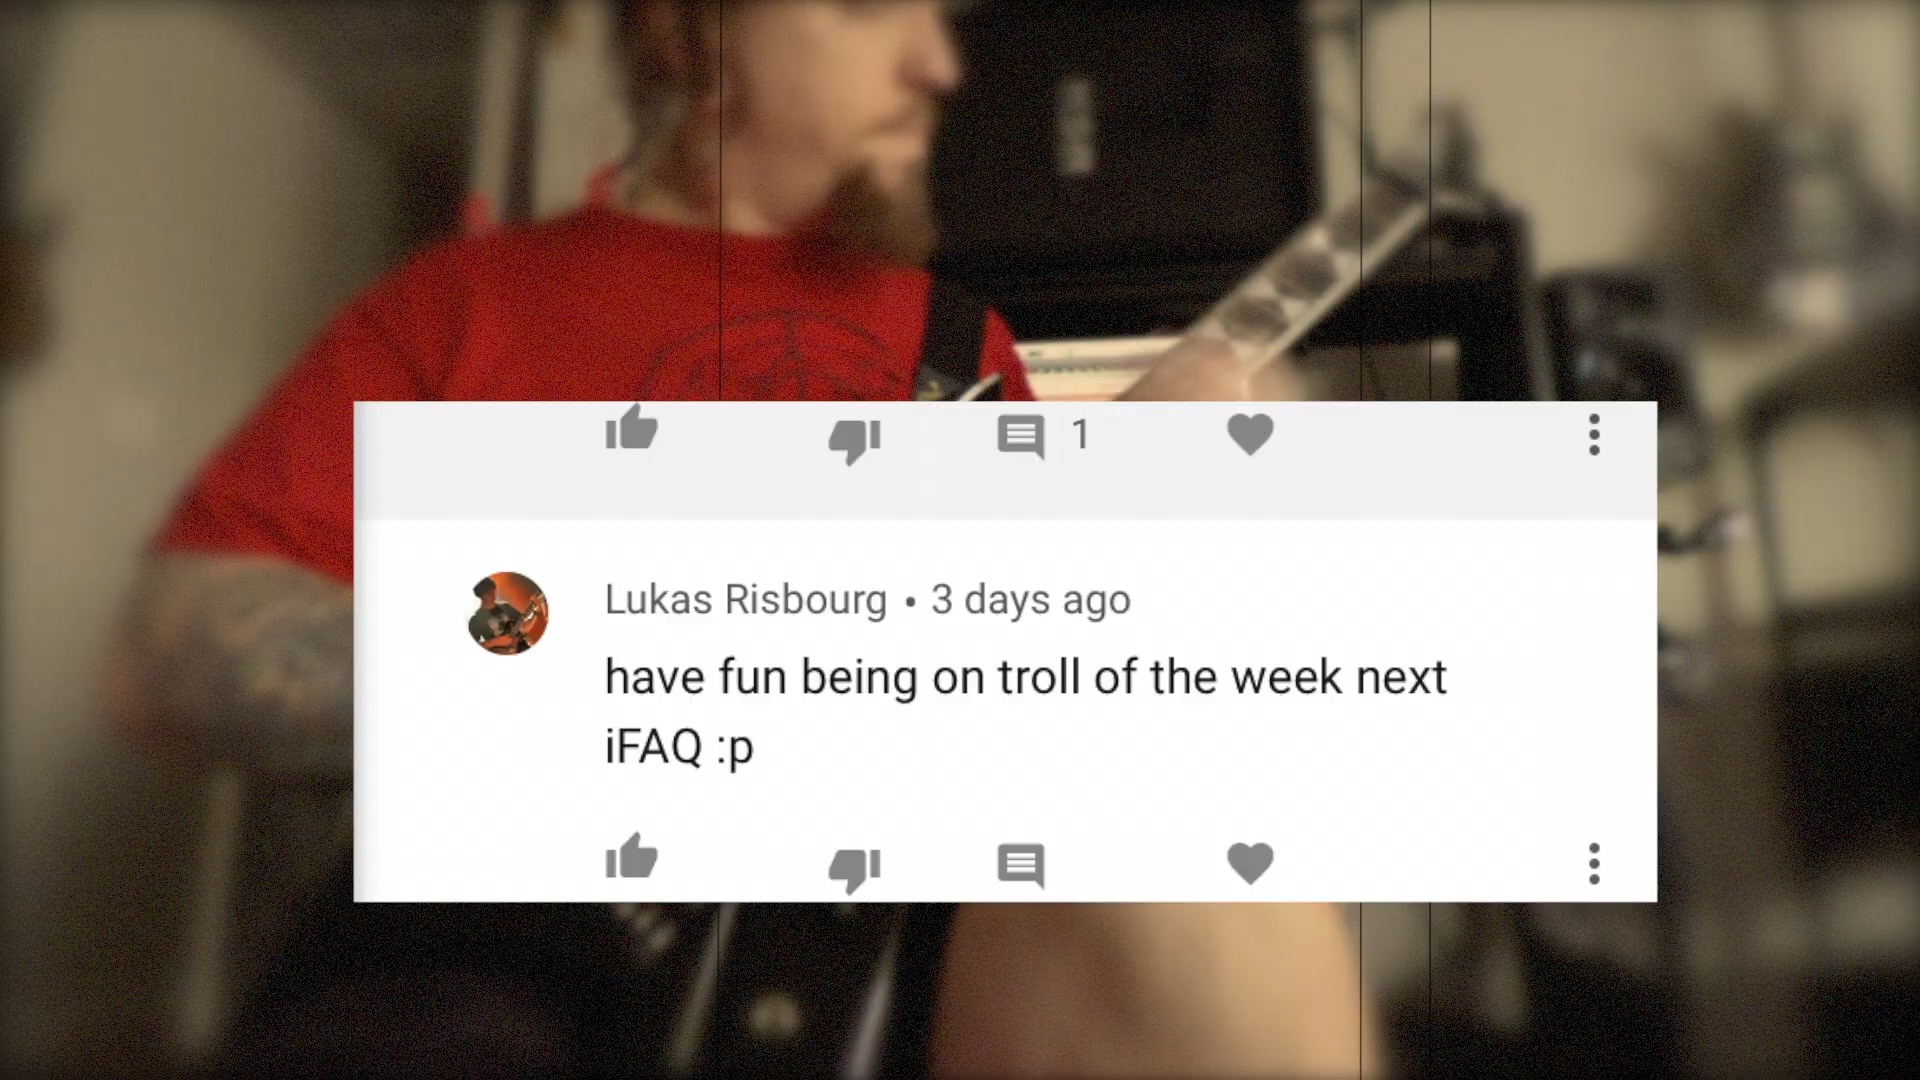 1
Lukas Risbourg • 3 days ago
have fun being on troll of the week next
iFAQ :p